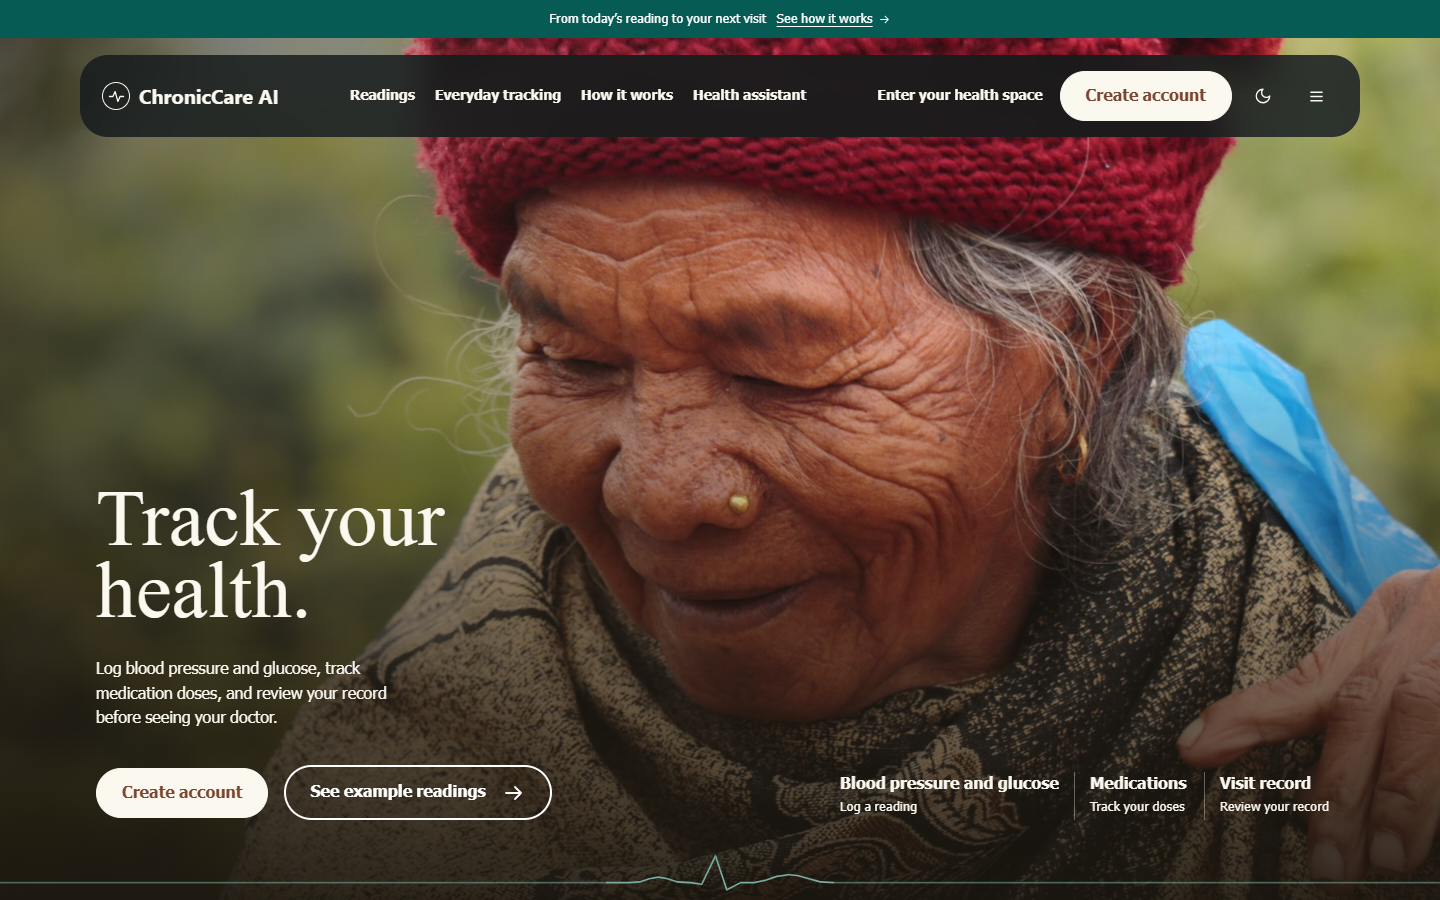 From today’s reading to your next visit See how it works →
ChronicCare AI
Readings
Everyday tracking
How it works
Health assistant
Enter your health space
Create account
Track your
health.
Log blood pressure and glucose, track
medication doses, and review your record
before seeing your doctor.
Create account
See example readings →
Blood pressure and glucose
Log a reading
Medications
Track your doses
Visit record
Review your record